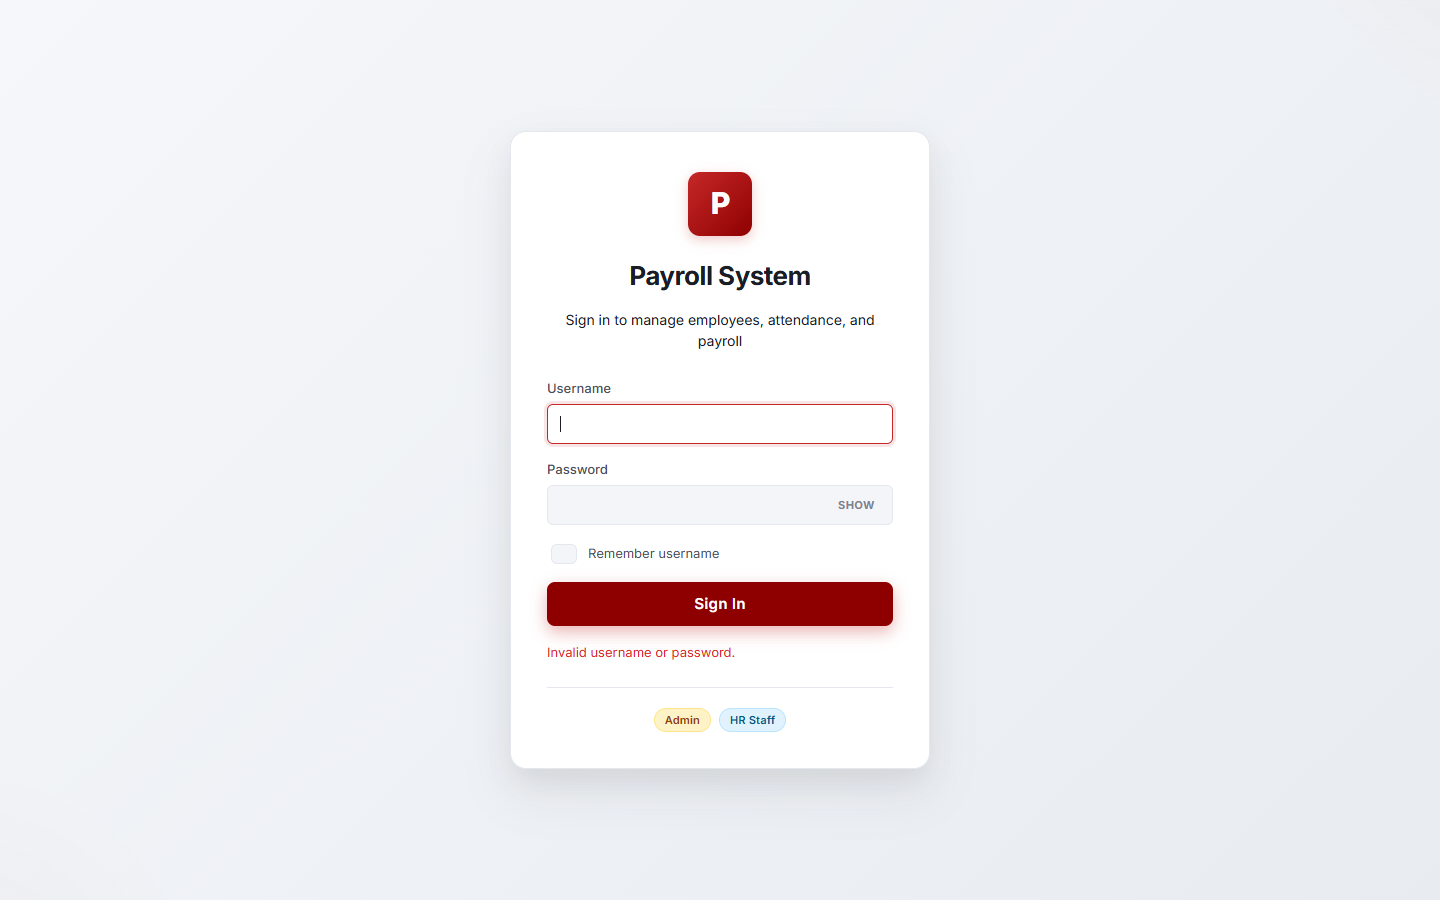 P
Payroll System
Sign in to manage employees, attendance, and
payroll
Username
Password
SHOW
Remember username
Sign In
Invalid username or password.
Admin HR Staff